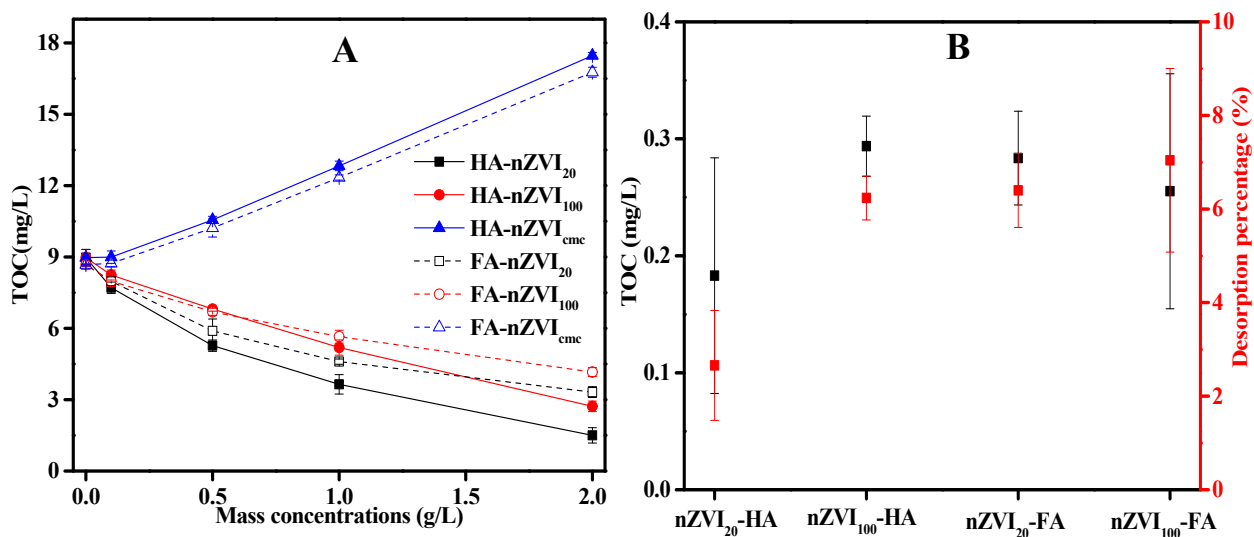 A
TOC(mg/L)
18
15
12
9
6
3
0
0.0
0.5
1.0
1.5
2.0
Mass concentrations (g/L)
HA-nZVI₂₀
HA-nZVI₁₀₀
HA-nZVI_cmc
FA-nZVI₂₀
FA-nZVI₁₀₀
FA-nZVI_cmc
B
TOC (mg/L)
0.4
0.3
0.2
0.1
0.0
nZVI₂₀-HA
nZVI₁₀₀-HA
nZVI₂₀-FA
nZVI₁₀₀-FA
10
8
6
4
2
0
Desorption percentage (%)